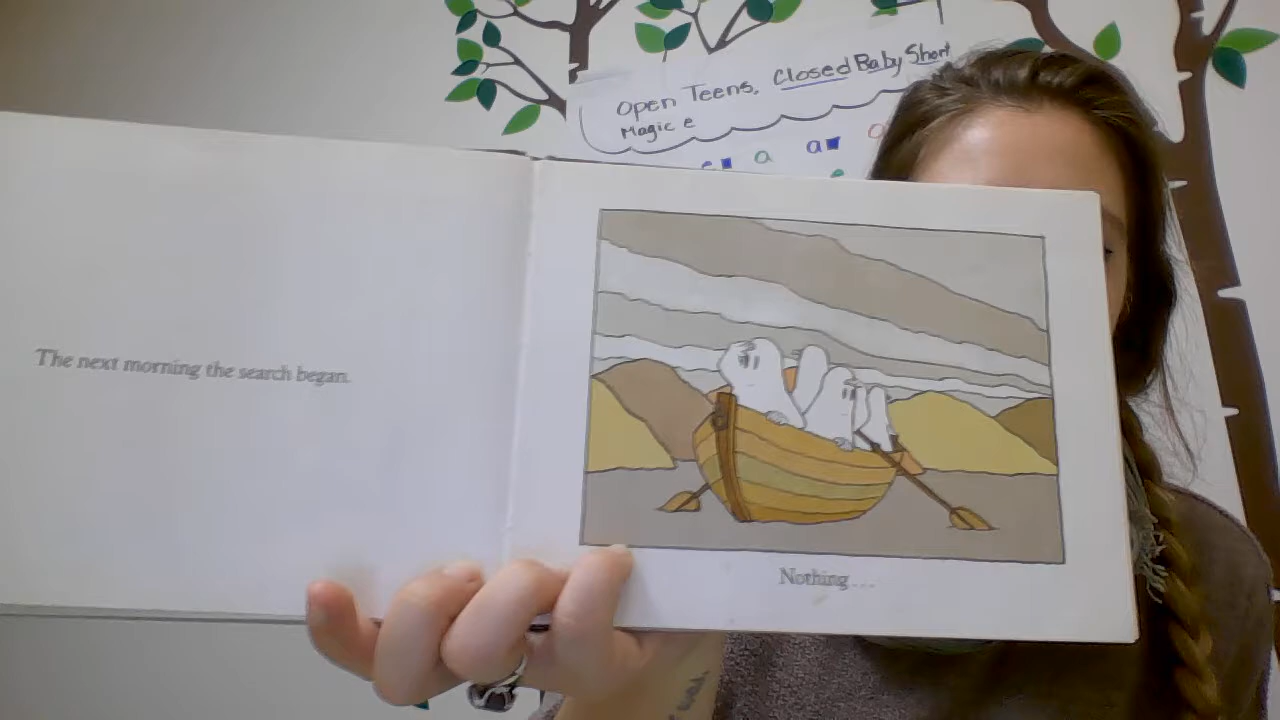 Open Teens, Closed Baby Short
Magic e
e a a a
The next morning the search began.
Nothing...